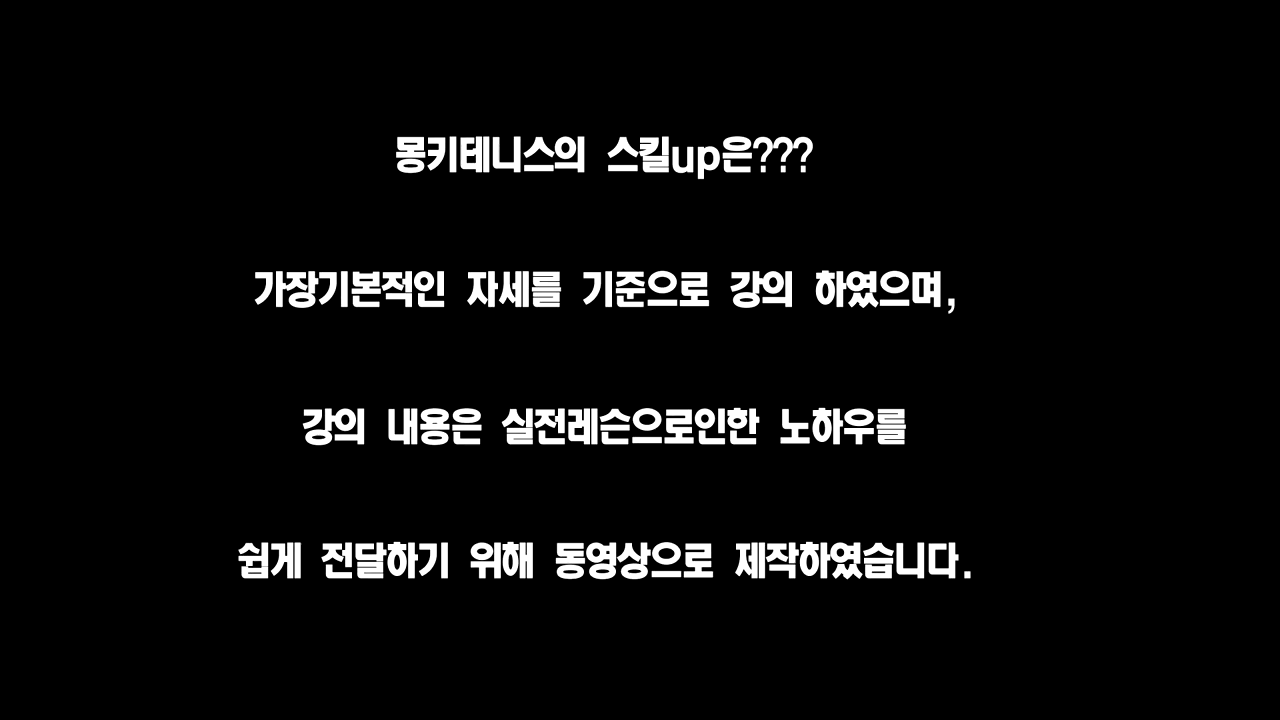 몽키테니스의 스킬up은???
가장기본적인 자세를 기준으로 강의 하였으며,
강의 내용은 실전레슨으로인한 노하우를
쉽게 전달하기 위해 동영상으로 제작하였습니다.